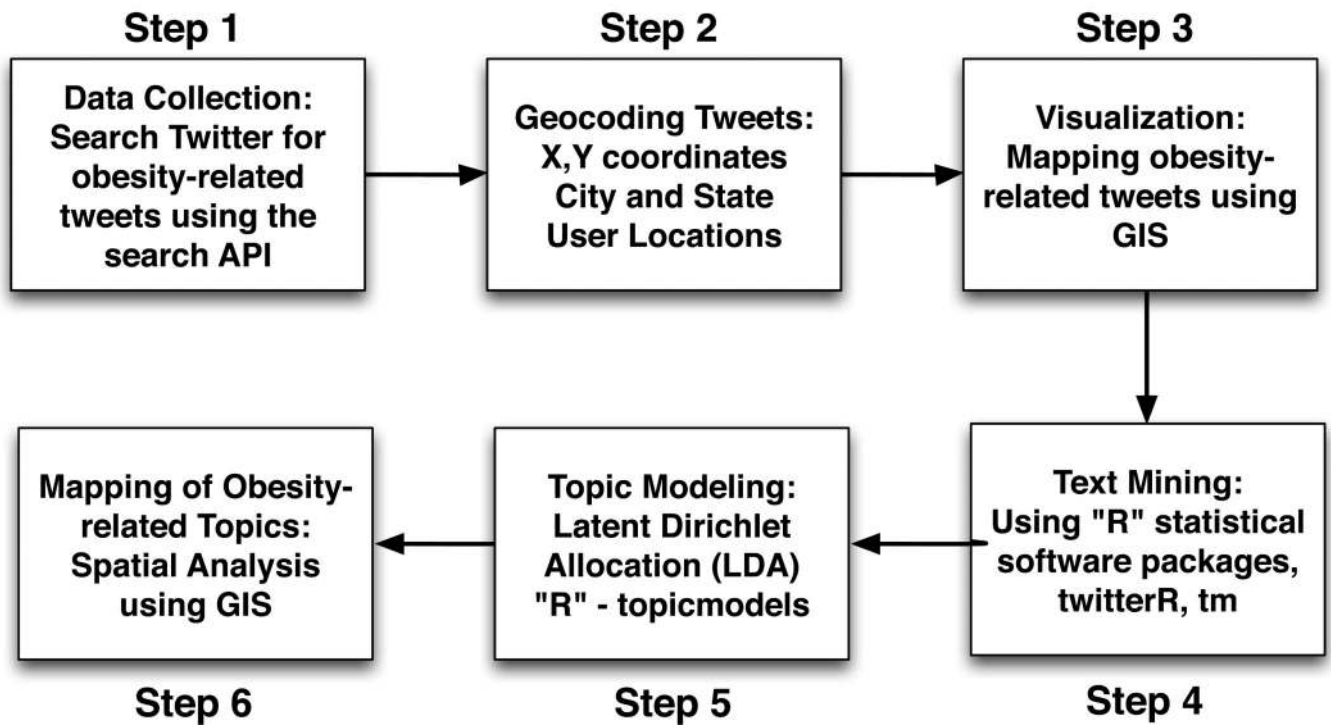 Step 1
Data Collection:
Search Twitter for
obesity-related
tweets using the
search API
Step 2
Geocoding Tweets:
X,Y coordinates
City and State
User Locations
Step 3
Visualization:
Mapping obesity-
related tweets using
GIS
Text Mining:
Using "R" statistical
software packages,
twitterR, tm
Step 4
Topic Modeling:
Latent Dirichlet
Allocation (LDA)
"R" - topicmodels
Step 5
Mapping of Obesity-
related Topics:
Spatial Analysis
using GIS
Step 6